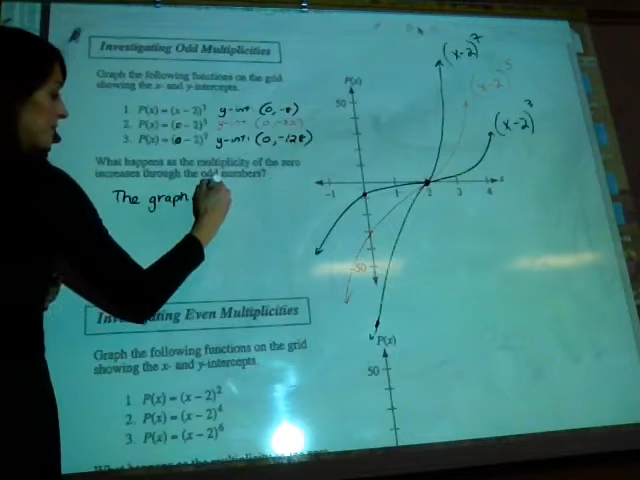 Investigating Odd Multiplicities
Graph the following functions on the grid
showing the x- and y-intercepts.
1. P(x) = (x − 2)³ y-int: (0, -8)
2. P(x) = (x − 2)⁵ y-int: (0, -32)
3. P(x) = (x − 2)⁷ y-int: (0, -128)
What happens as the multiplicity of the zero
increases through the odd numbers?
The graph
P(x)
50
-50
-1 1 2 3 4 x
(x-2)⁷
(x-2)⁵
(x-2)³
Investigating Even Multiplicities
Graph the following functions on the grid
showing the x- and y-intercepts.
1. P(x) = (x − 2)²
2. P(x) = (x − 2)⁴
3. P(x) = (x − 2)⁶
P(x)
50